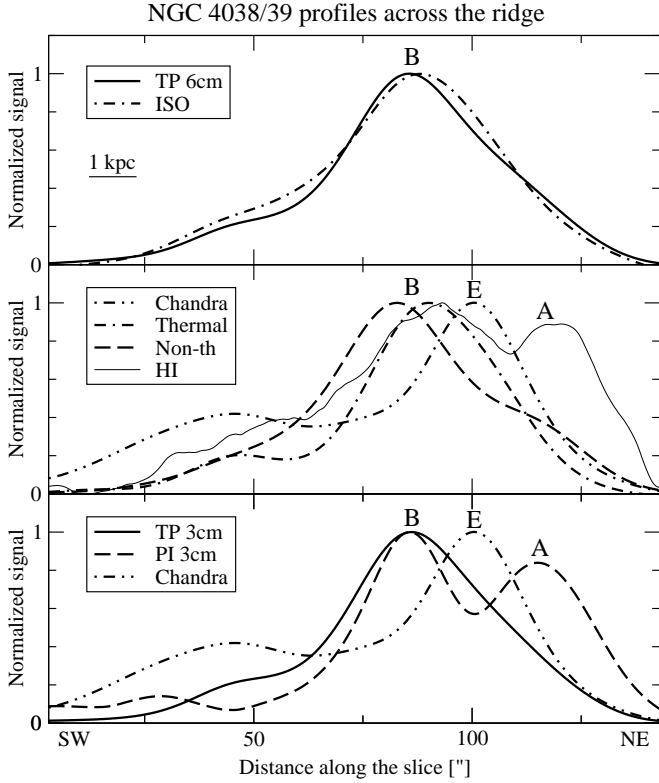 NGC 4038/39 profiles across the ridge
B
1
TP 6cm
ISO
1 kpc
Normalized signal
0
B
E
A
1
Chandra
Thermal
Non-th
HI
Normalized signal
0
B
E
A
1
TP 3cm
PI 3cm
Chandra
Normalized signal
0
SW
50
100
NE
Distance along the slice ["]